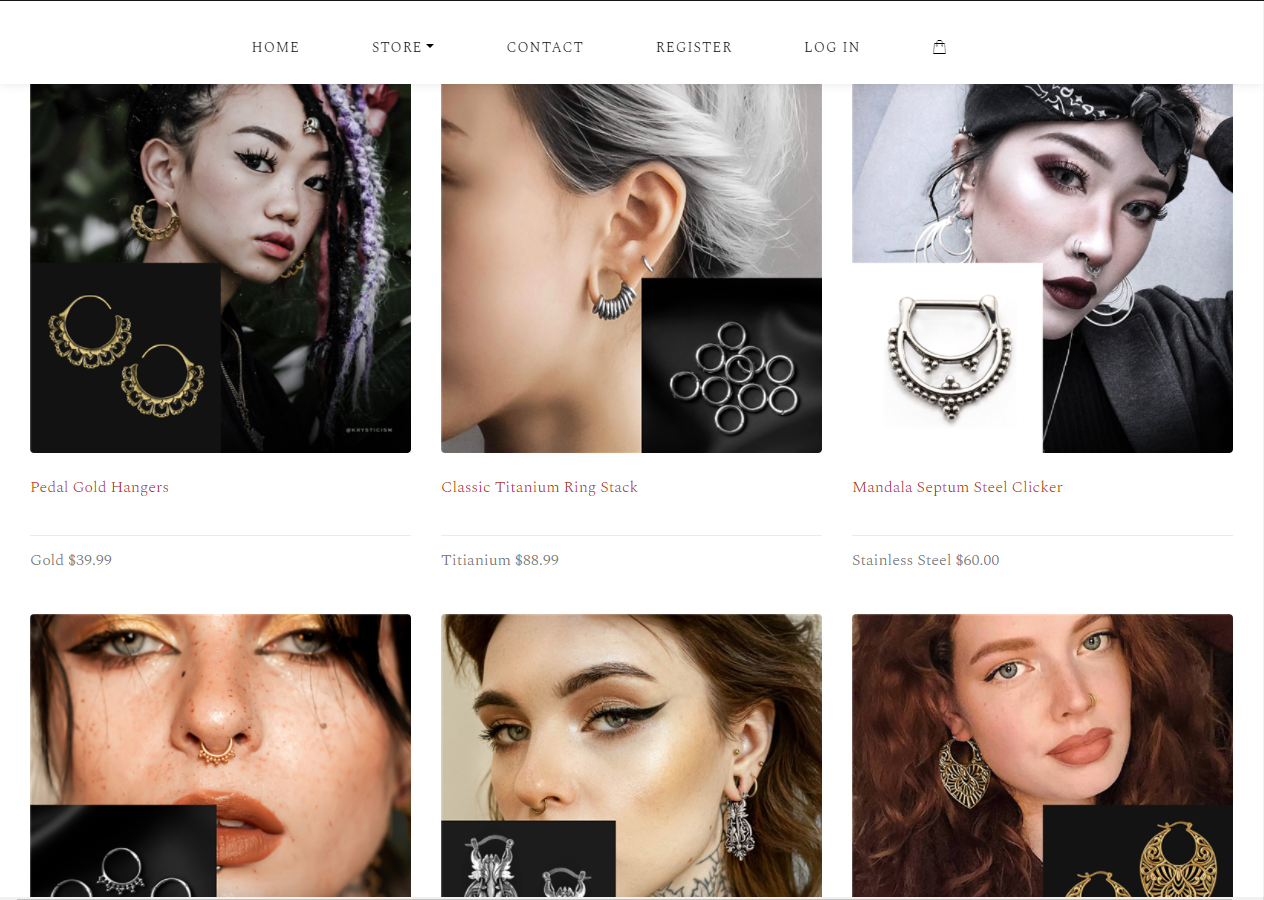 HOME STORE CONTACT REGISTER LOG IN
@KRYSTICISM
Pedal Gold Hangers
Classic Titanium Ring Stack
Mandala Septum Steel Clicker
Gold $39.99
Titianium $88.99
Stainless Steel $60.00